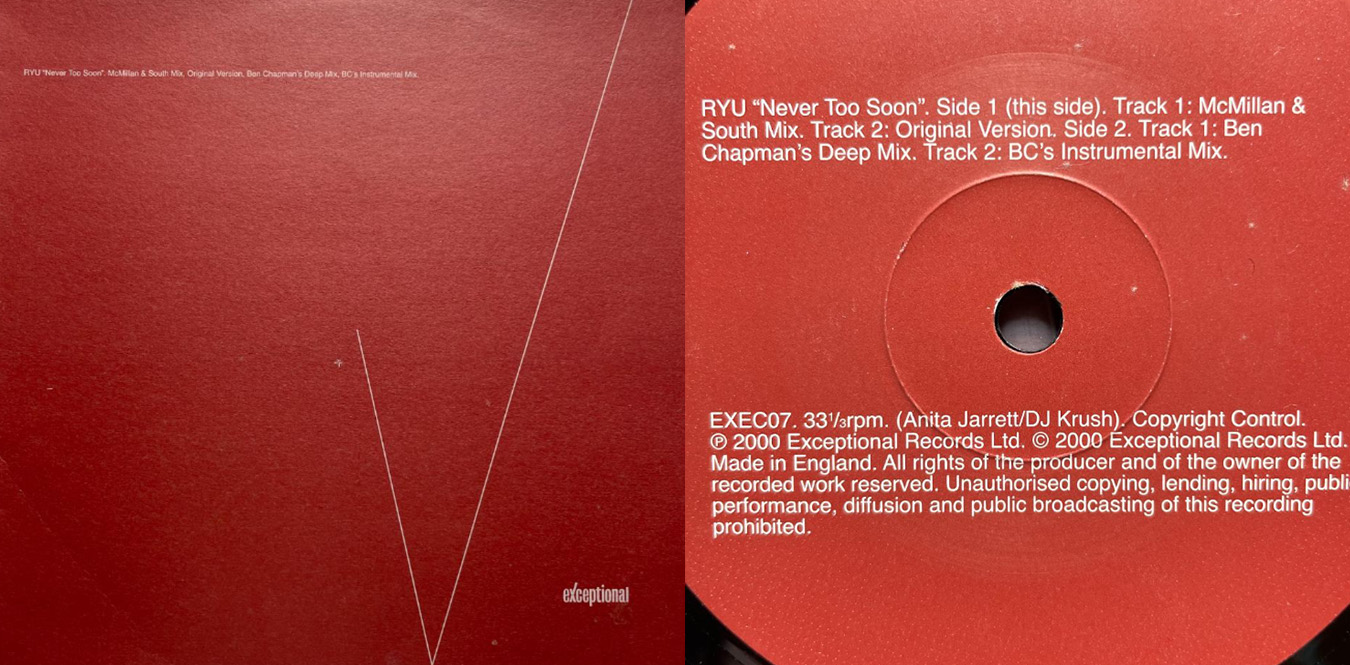 RYU "Never Too Soon". McMillan & South Mix, Original Version, Ben Chapman's Deep Mix, BC's Instrumental Mix.
exceptional
RYU “Never Too Soon”. Side 1 (this side). Track 1: McMillan &
South Mix. Track 2: Original Version. Side 2. Track 1: Ben
Chapman’s Deep Mix. Track 2: BC’s Instrumental Mix.
EXEC07. 33¹/₃rpm. (Anita Jarrett/DJ Krush). Copyright Control.
℗ 2000 Exceptional Records Ltd. © 2000 Exceptional Records Ltd.
Made in England. All rights of the producer and of the owner of the
recorded work reserved. Unauthorised copying, lending, hiring, publi
performance, diffusion and public broadcasting of this recording
prohibited.